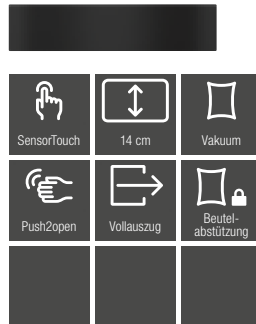 SensorTouch
14 cm
Vakuum
Push2open
Vollauszug
Beutel-
abstützung